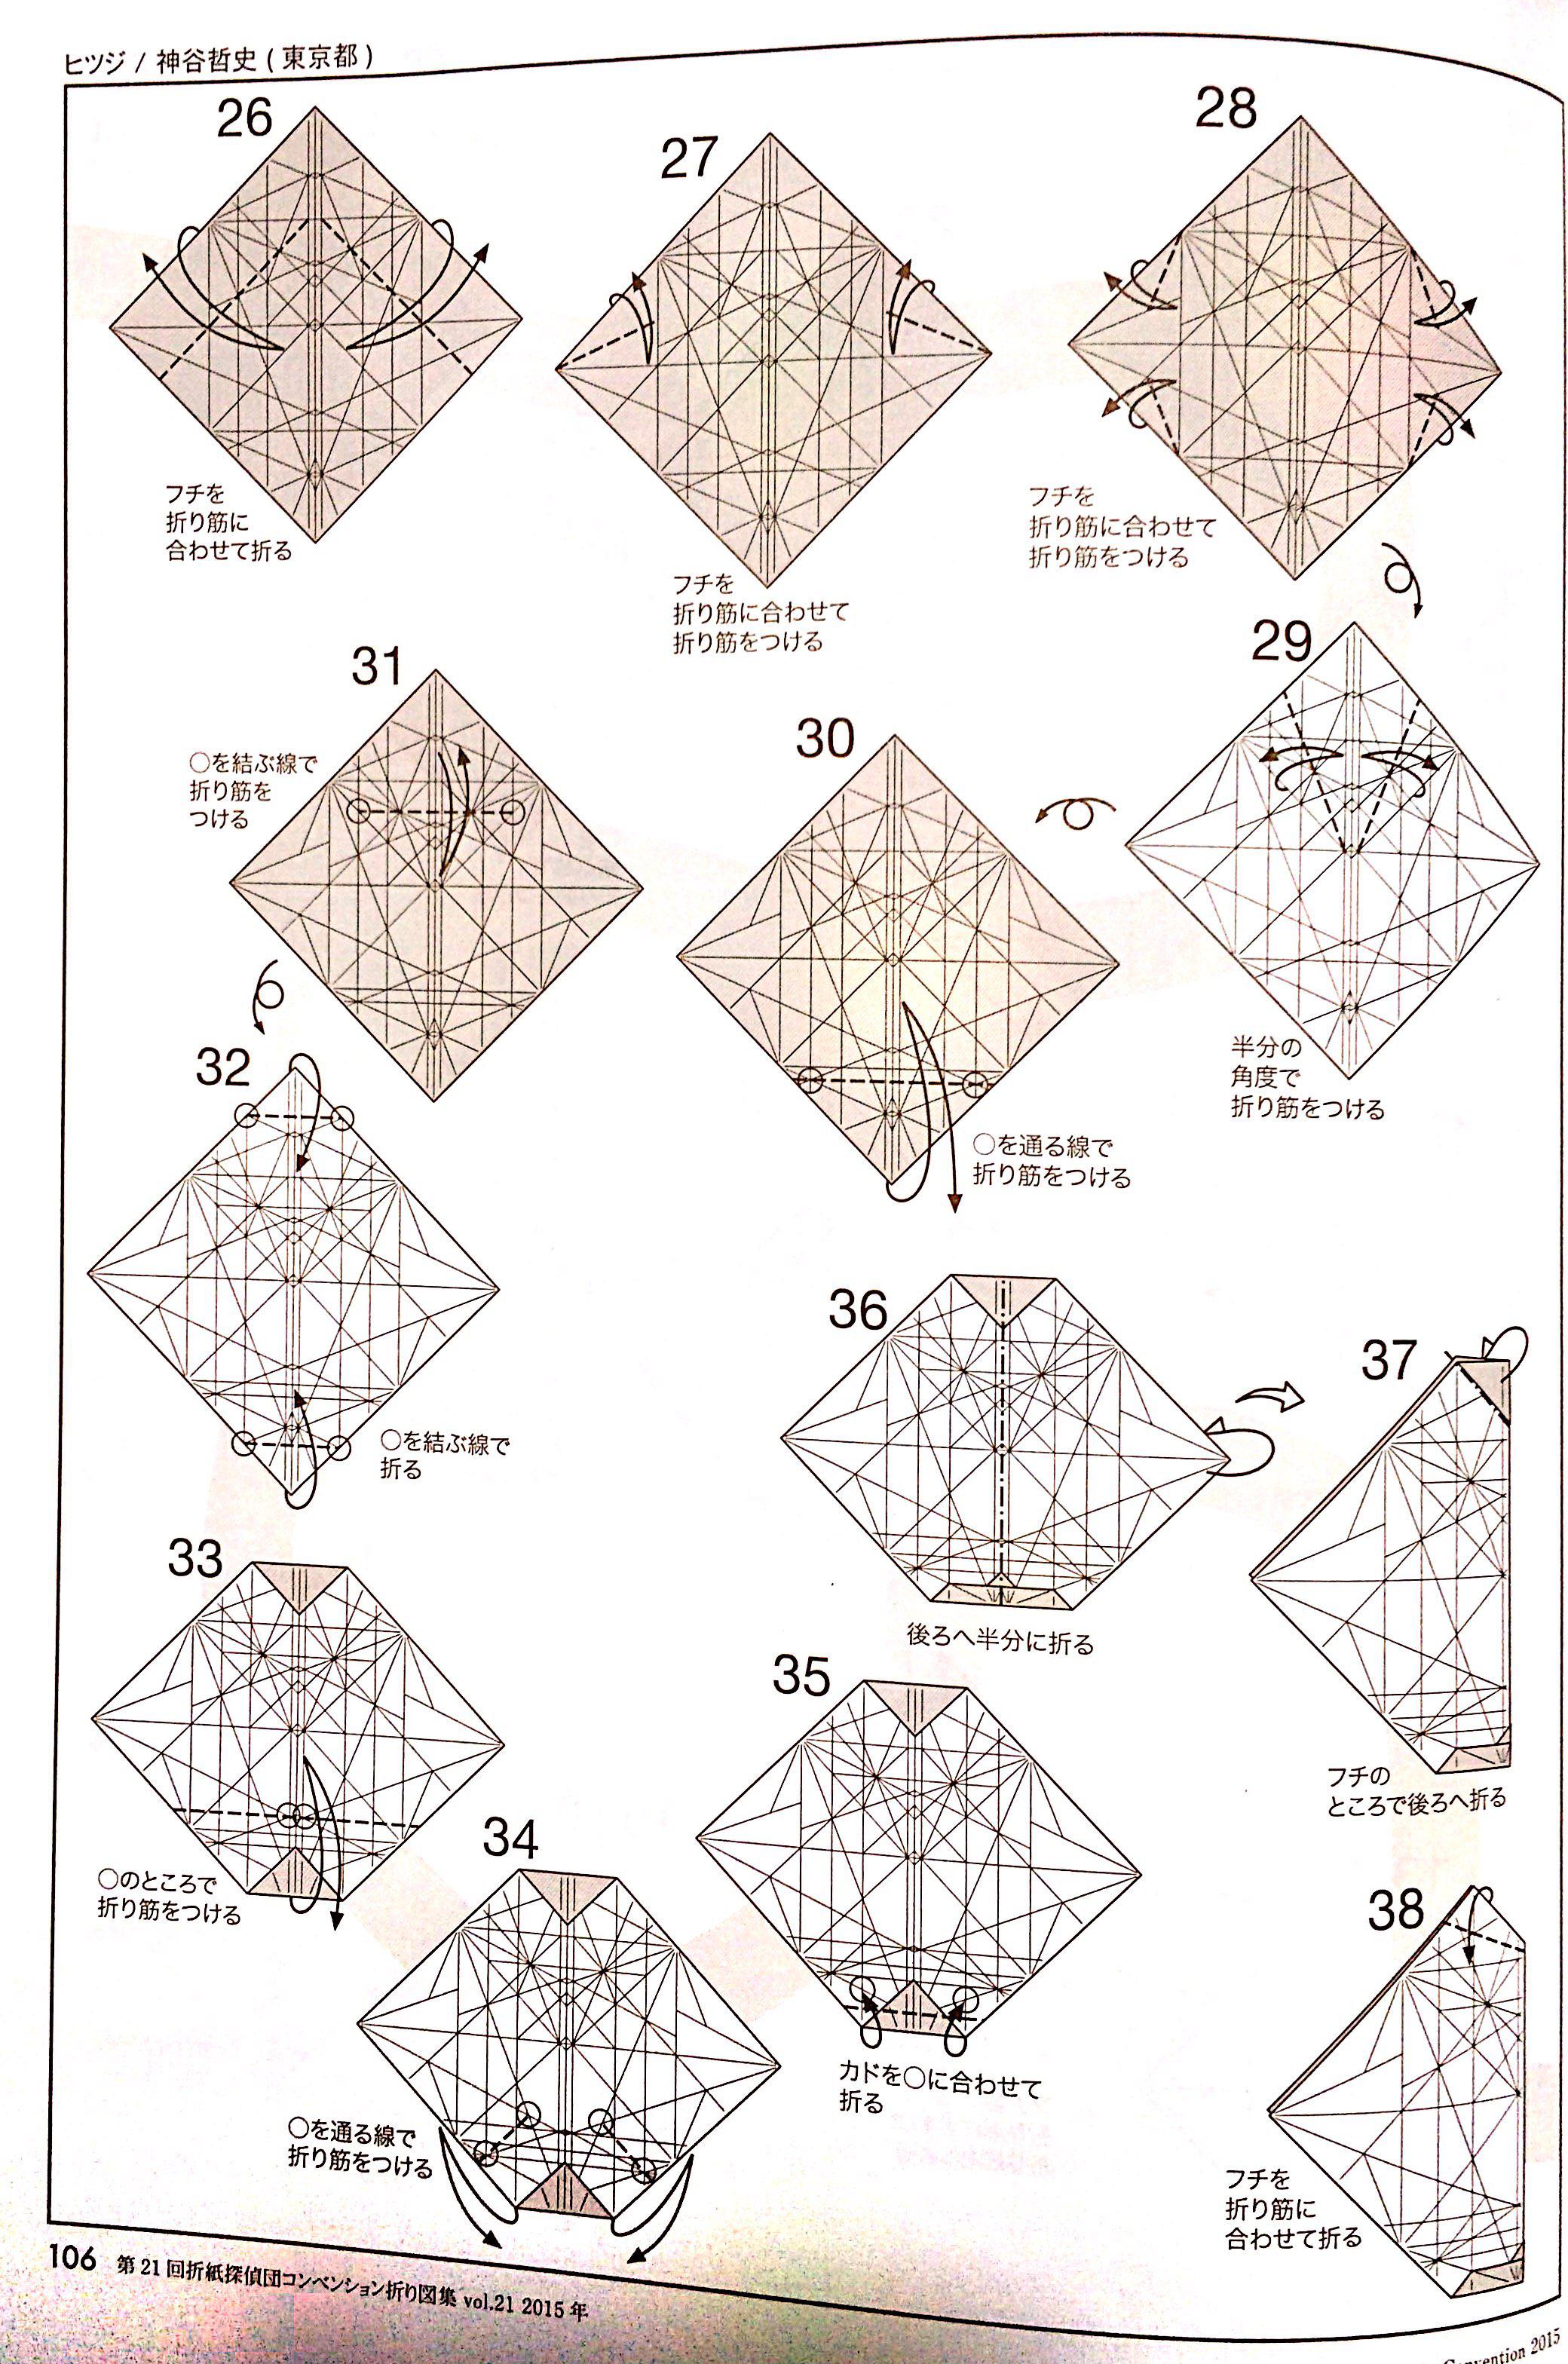 ヒツジ / 神谷哲史 ( 東京都 )
26
フチを
折り筋に
合わせて折る
27
フチを
折り筋に合わせて
折り筋をつける
28
フチを
折り筋に合わせて
折り筋をつける
29
半分の
角度で
折り筋をつける
30
○を通る線で
折り筋をつける
31
○を結ぶ線で
折り筋を
つける
32
○を結ぶ線で
折る
33
○のところで
折り筋をつける
34
○を通る線で
折り筋をつける
35
カドを○に合わせて
折る
36
後ろへ半分に折る
37
フチの
ところで後ろへ折る
38
フチを
折り筋に
合わせて折る
106 第21回折紙探偵団コンベンション折り図集 vol.21 2015年
Convention 2015